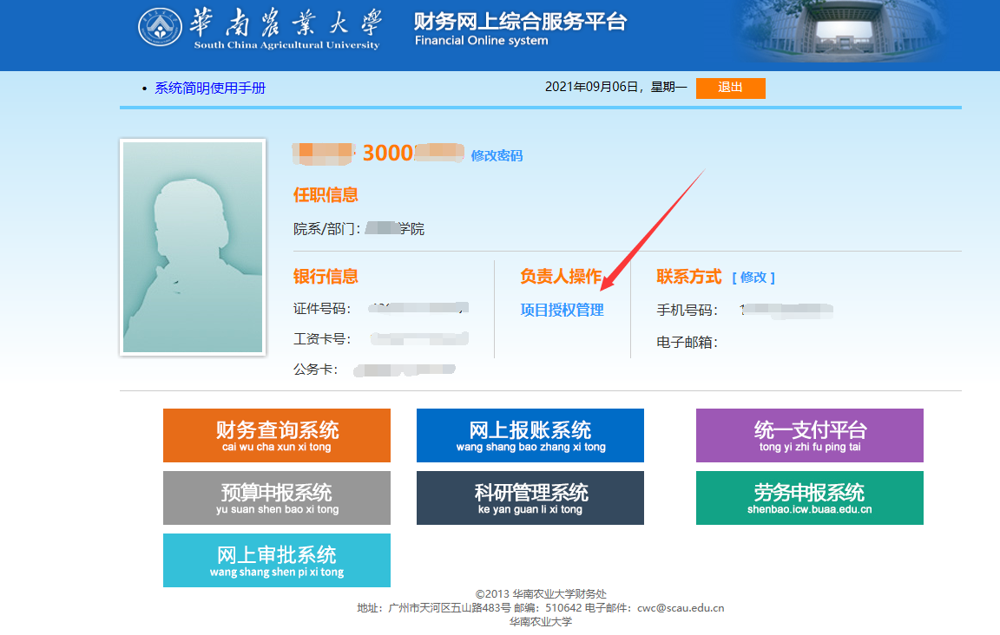 華南農業大學
South China Agricultural University
财务网上综合服务平台
Financial Online system
系统简明使用手册
2021年09月06日，星期一
退出
3000
修改密码
任职信息
院系/部门：
学院
银行信息
证件号码：
工资卡号：
公务卡：
负责人操作
项目授权管理
联系方式 [ 修改 ]
手机号码：
电子邮箱：
财务查询系统
cai wu cha xun xi tong
网上报账系统
wang shang bao zhang xi tong
统一支付平台
tong yi zhi fu ping tai
预算申报系统
yu suan shen bao xi tong
科研管理系统
ke yan guan li xi tong
劳务申报系统
shenbao.icw.buaa.edu.cn
网上审批系统
wang shang shen pi xi tong
©2013 华南农业大学财务处
地址：广州市天河区五山路483号 邮编：510642 电子邮件：cwc@scau.edu.cn
华南农业大学